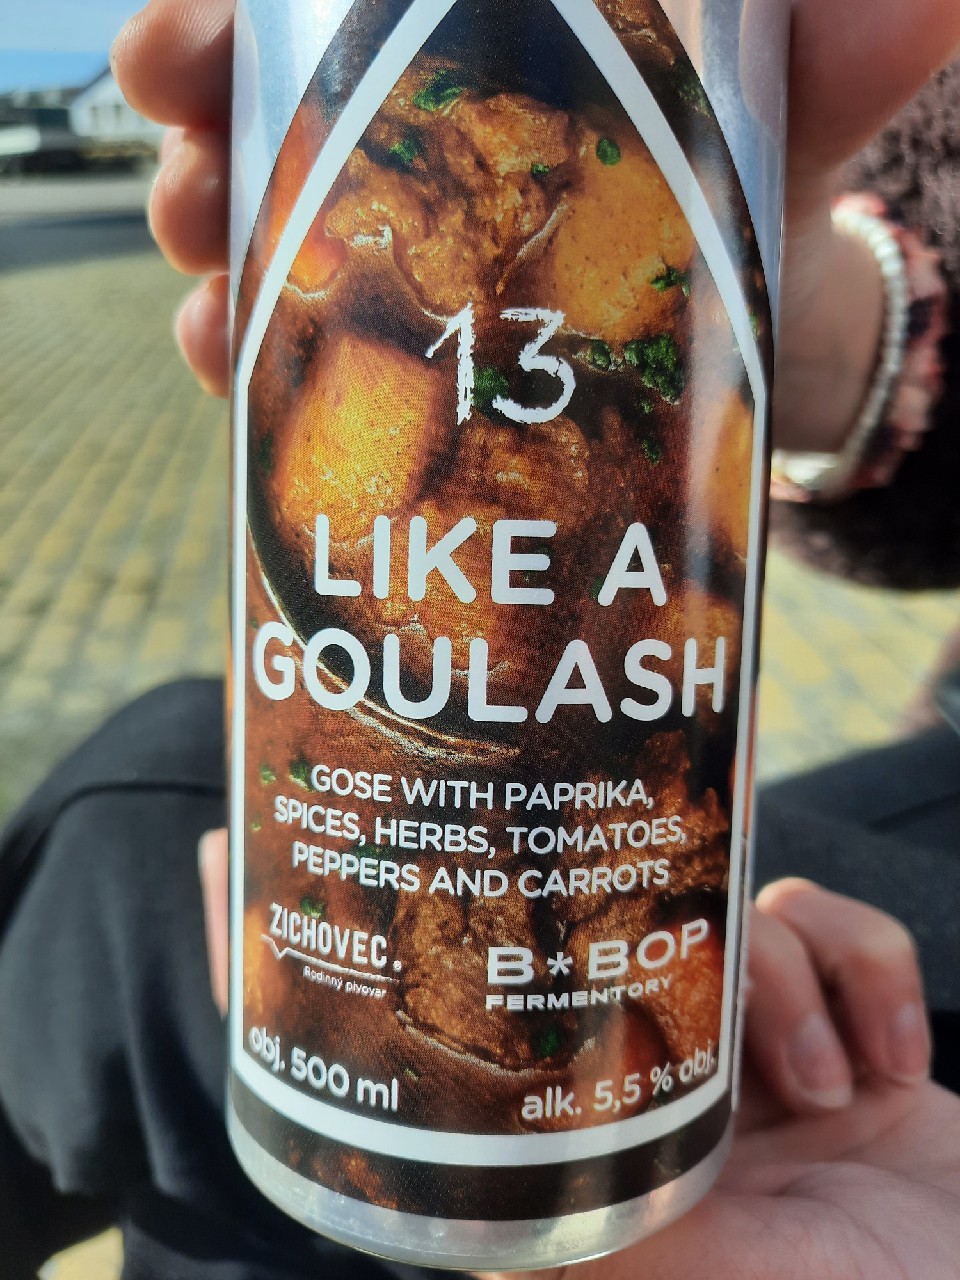 13
LIKE A
GOULASH
GOSE WITH PAPRIKA,
SPICES, HERBS, TOMATOES,
PEPPERS AND CARROTS
ZICHOVEC.
Rodinný pivovar
B*BOP
FERMENTORY
obj. 500 ml
alk. 5,5 % obj.